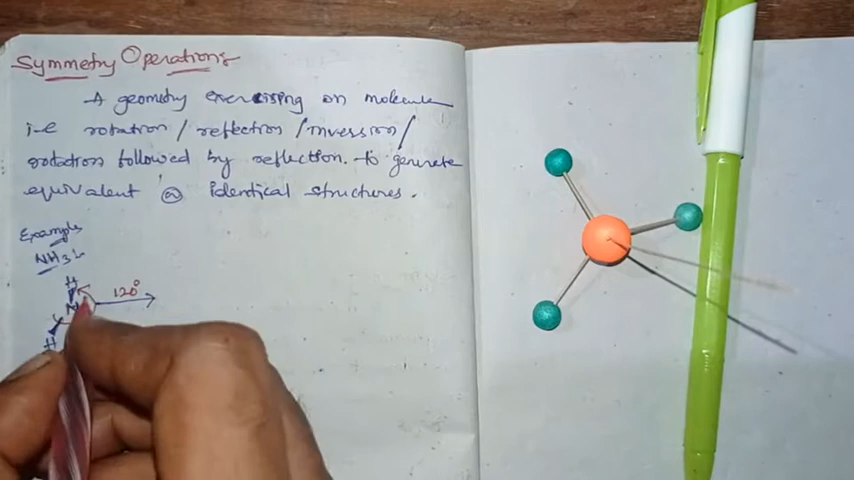 Symmetry Operations
A geometry exercising on molecule
i-e rotation / reflection / inversion /
rotation followed by reflection. to generate
equivalent @ identical structures.
Example
NH3
H
120°
N
H